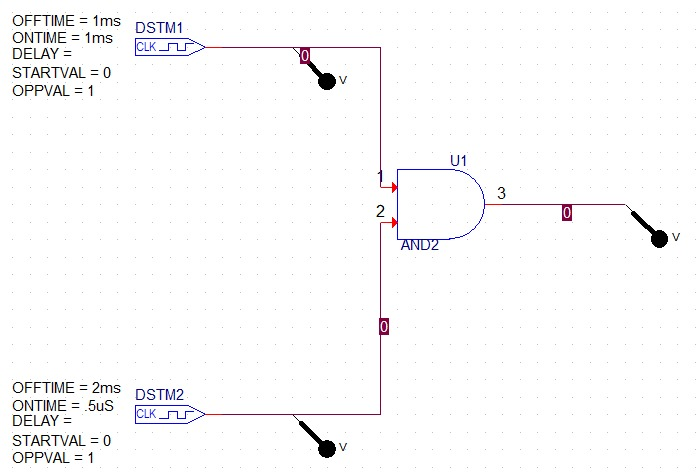 OFFTIME = 1ms
ONTIME = 1ms
DELAY =
STARTVAL = 0
OPPVAL = 1
DSTM1
CLK
0
V
U1
1
2
3
AND2
0
V
0
OFFTIME = 2ms
ONTIME = .5uS
DELAY =
STARTVAL = 0
OPPVAL = 1
DSTM2
CLK
V